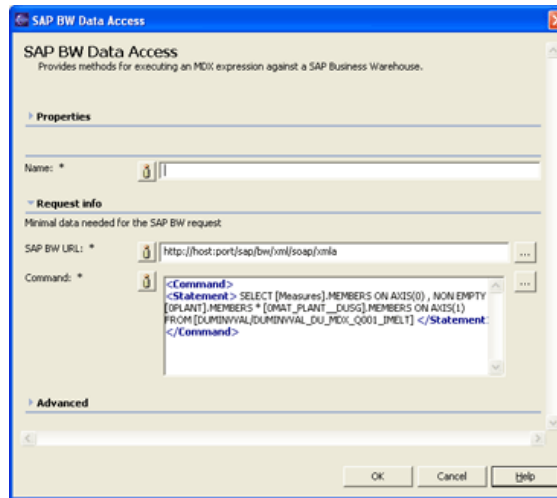 SAP BW Data Access
SAP BW Data Access
Provides methods for executing an MDX expression against a SAP Business Warehouse.
Properties
Name: *
Request info
Minimal data needed for the SAP BW request
SAP BW URL: *
http://host:port/sap/bw/xml/soap/xmla
...
Command: *
<Command>
...
<Statement> SELECT [Measures].MEMBERS ON AXIS(0) , NON EMPTY
[0PLANT].MEMBERS * [0MAT_PLANT__DUSG].MEMBERS ON AXIS(1)
FROM [DUMINVVAL/DUMINVVAL_DU_MDX_Q001_IMELT] </Statement>
</Command>
Advanced
OK
Cancel
Help